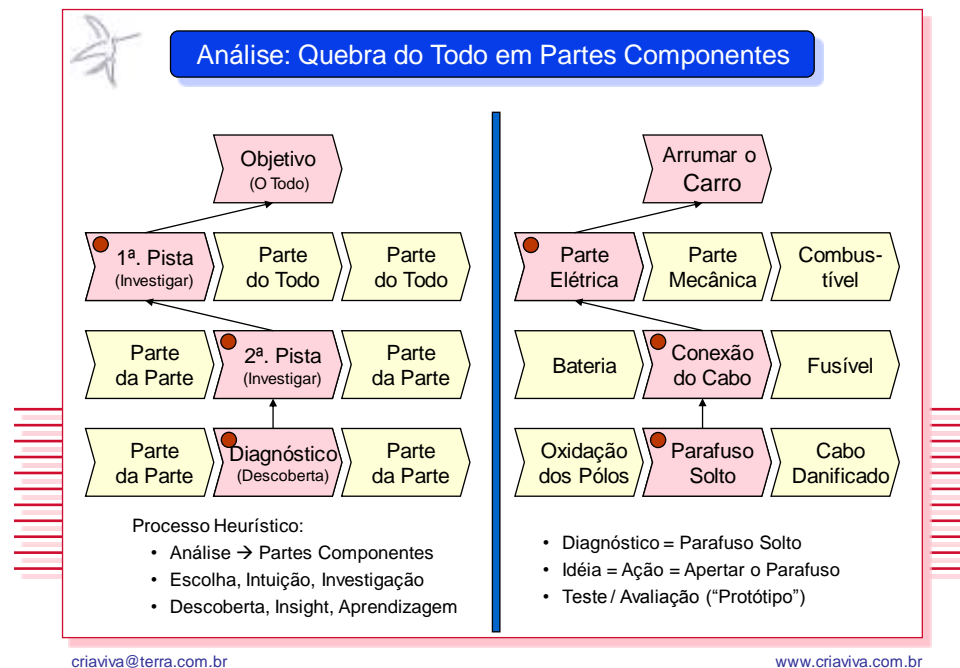 Análise: Quebra do Todo em Partes Componentes
Objetivo
(O Todo)
1ª. Pista
(Investigar)
Parte
do Todo
Parte
do Todo
Parte
da Parte
2ª. Pista
(Investigar)
Parte
da Parte
Parte
da Parte
Diagnóstico
(Descoberta)
Parte
da Parte
Processo Heurístico:
• Análise → Partes Componentes
• Escolha, Intuição, Investigação
• Descoberta, Insight, Aprendizagem
Arrumar o
Carro
Parte
Elétrica
Parte
Mecânica
Combus-
tível
Bateria
Conexão
do Cabo
Fusível
Oxidação
dos Pólos
Parafuso
Solto
Cabo
Danificado
• Diagnóstico = Parafuso Solto
• Idéia = Ação = Apertar o Parafuso
• Teste / Avaliação (“Protótipo”)
criaviva@terra.com.br
www.criaviva.com.br